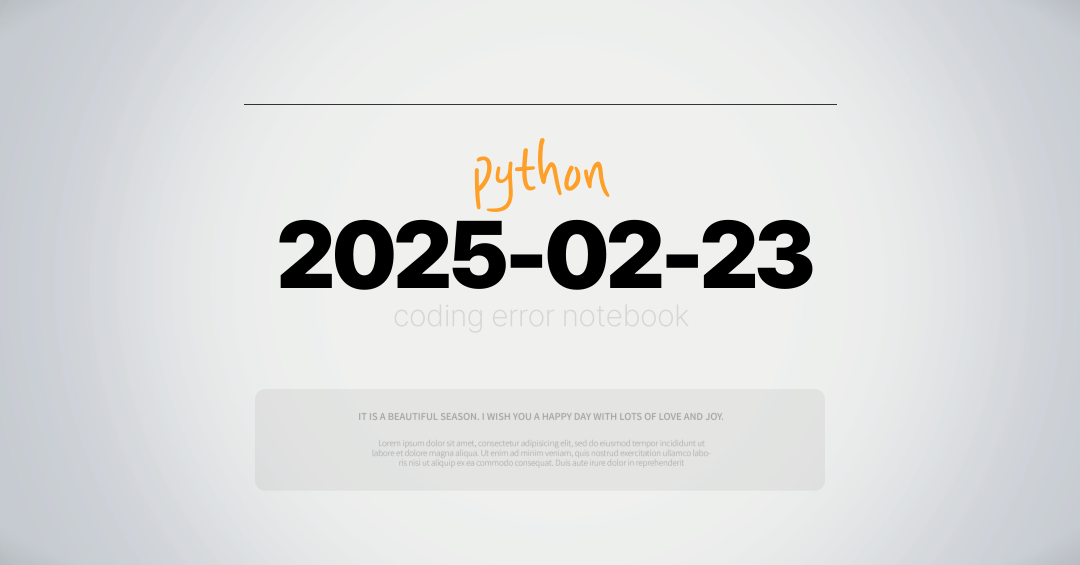 python
2025-02-23
coding error notebook
IT IS A BEAUTIFUL SEASON. I WISH YOU A HAPPY DAY WITH LOTS OF LOVE AND JOY.
Lorem ipsum dolor sit amet, consectetur adipisicing elit, sed do eiusmod tempor incididunt ut
labore et dolore magna aliqua. Ut enim ad minim veniam, quis nostrud exercitation ullamco labo-
ris nisi ut aliquip ex ea commodo consequat. Duis aute irure dolor in reprehenderit